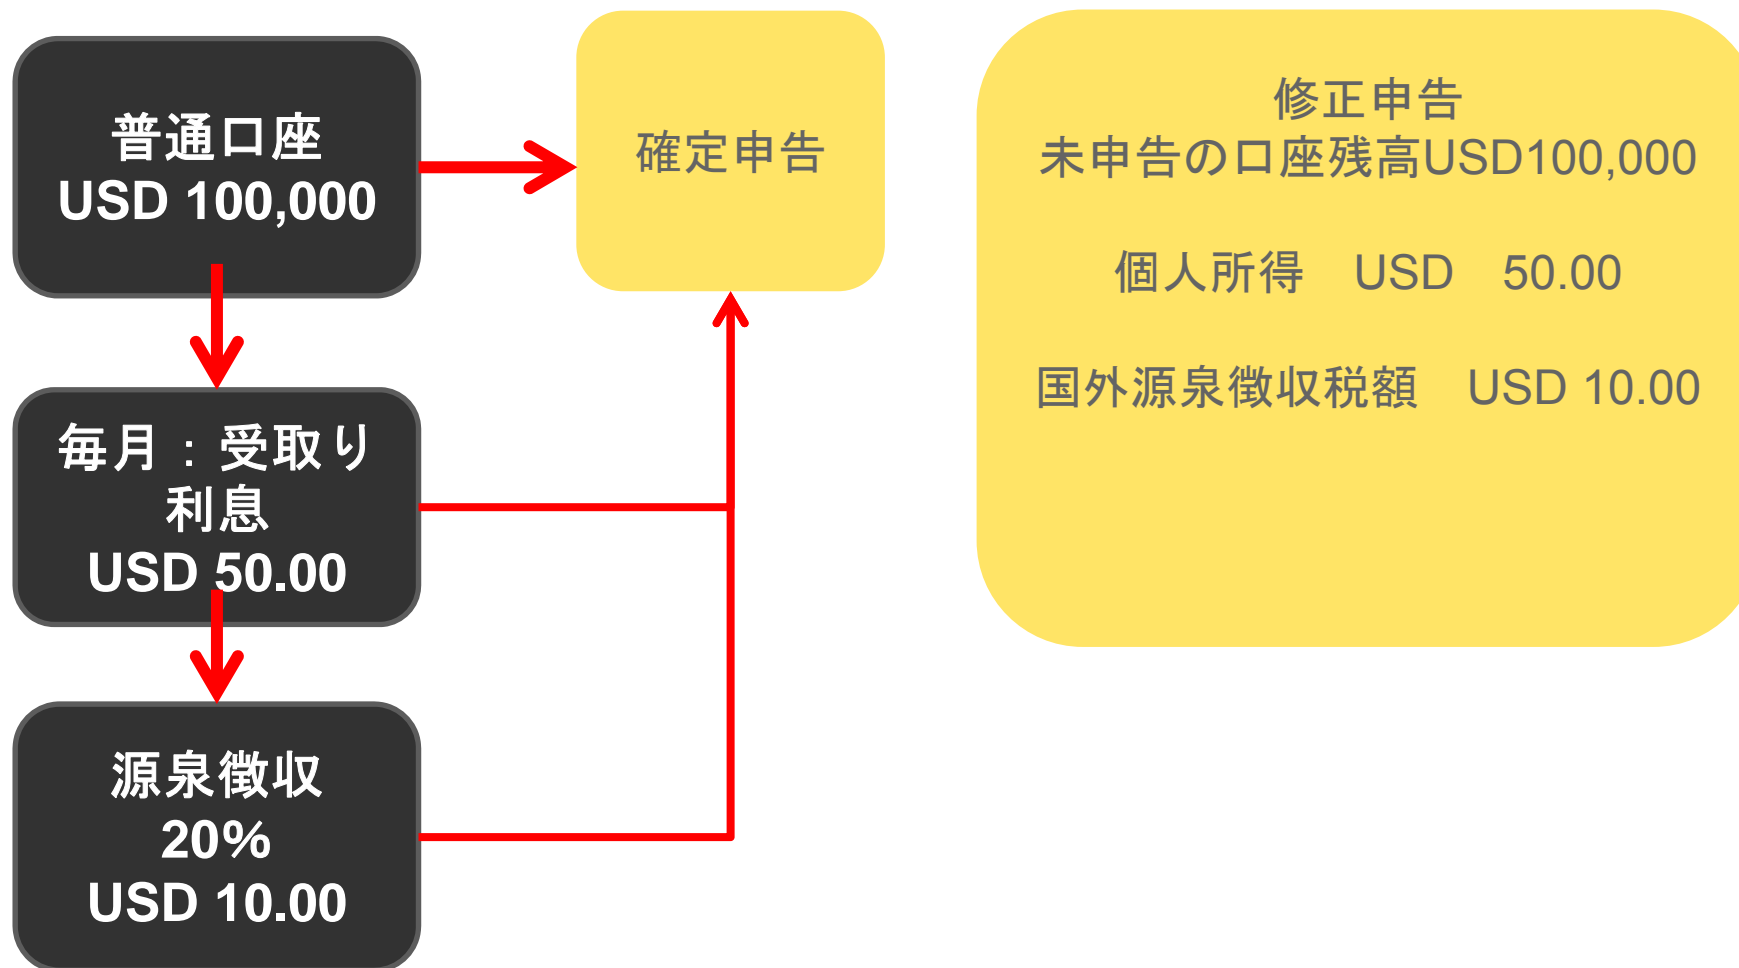 普通口座
USD 100,000
確定申告
毎月：受取り
利息
USD 50.00
源泉徴収
20%
USD 10.00
修正申告
未申告の口座残高USD100,000
個人所得　USD　50.00
国外源泉徴収税額　USD 10.00